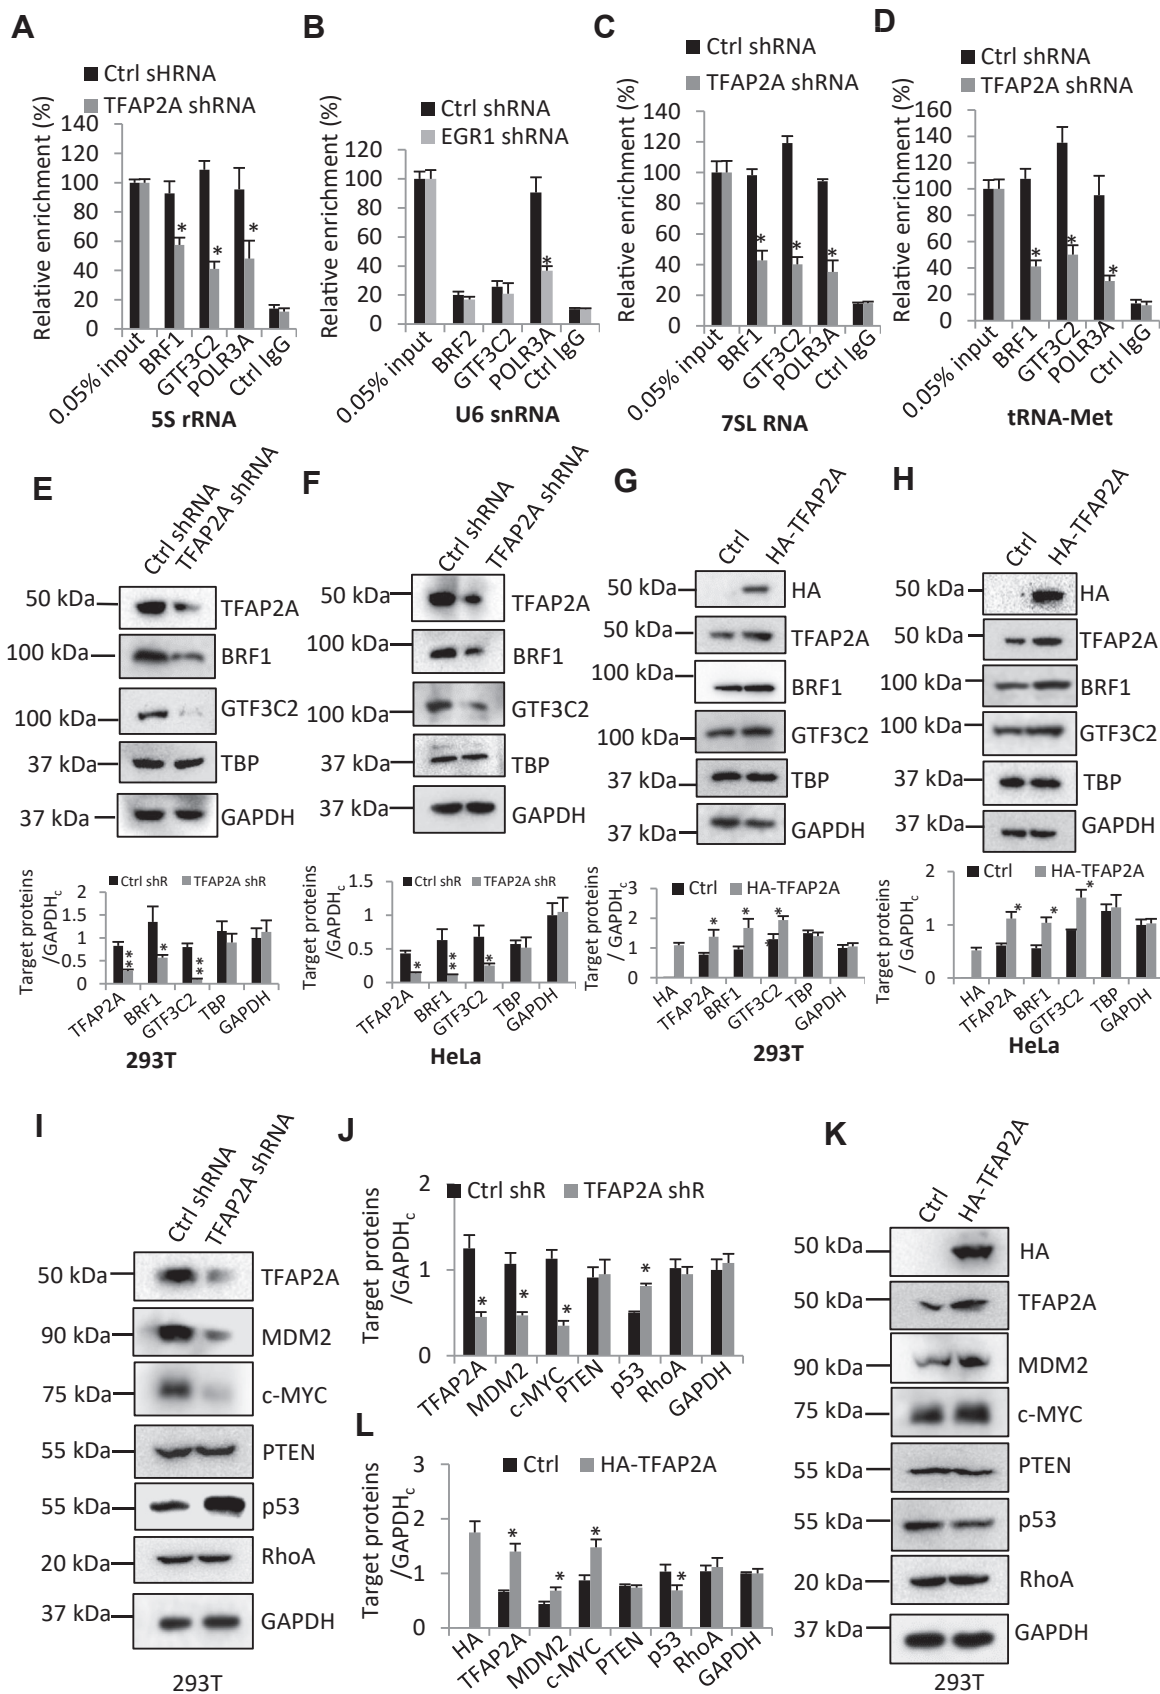 A
Ctrl sHRNA
TFAP2A shRNA
Relative enrichment (%)
140
120
100
80
60
40
20
0
*
*
*
0.05% input
BRF1
GTF3C2
POLR3A
Ctrl IgG
5S rRNA
B
Ctrl shRNA
EGR1 shRNA
Relative enrichment (%)
120
100
80
60
40
20
0
*
0.05% input
BRF2
GTF3C2
POLR3A
Ctrl IgG
U6 snRNA
C
Ctrl shRNA
TFAP2A shRNA
Relative enrichment (%)
140
120
100
80
60
40
20
0
*
*
*
0.05% input
BRF1
GTF3C2
POLR3A
Ctrl IgG
7SL RNA
D
Ctrl shRNA
TFAP2A shRNA
Relative enrichment (%)
160
140
120
100
80
60
40
20
0
*
*
*
0.05% input
BRF1
GTF3C2
POLR3A
Ctrl IgG
tRNA-Met
E
Ctrl shRNA
TFAP2A shRNA
50 kDa
TFAP2A
100 kDa
BRF1
100 kDa
GTF3C2
37 kDa
TBP
37 kDa
GAPDH
Target proteins
/GAPDHc
Ctrl shR
TFAP2A shR
2
1.5
1
0.5
0
**
*
**
TFAP2A
BRF1
GTF3C2
TBP
GAPDH
293T
F
Ctrl shRNA
TFAP2A shRNA
50 kDa
TFAP2A
100 kDa
BRF1
100 kDa
GTF3C2
37 kDa
TBP
37 kDa
GAPDH
Target proteins
/GAPDHc
Ctrl shR
TFAP2A shR
1.5
1
0.5
0
*
**
*
TFAP2A
BRF1
GTF3C2
TBP
GAPDH
HeLa
G
Ctrl
HA-TFAP2A
50 kDa
HA
50 kDa
TFAP2A
100 kDa
BRF1
100 kDa
GTF3C2
37 kDa
TBP
37 kDa
GAPDH
Target proteins
/ GAPDHc
Ctrl
HA-TFAP2A
3
2
1
0
*
*
*
HA
TFAP2A
BRF1
GTF3C2
TBP
GAPDH
293T
H
Ctrl
HA-TFAP2A
50 kDa
HA
50 kDa
TFAP2A
100 kDa
BRF1
100 kDa
GTF3C2
37 kDa
TBP
37 kDa
GAPDH
Target proteins
/ GAPDHc
Ctrl
HA-TFAP2A
2
1
0
*
*
*
HA
TFAP2A
BRF1
GTF3C2
TBP
GAPDH
HeLa
I
Ctrl shRNA
TFAP2A shRNA
50 kDa
TFAP2A
90 kDa
MDM2
75 kDa
c-MYC
55 kDa
PTEN
55 kDa
p53
20 kDa
RhoA
37 kDa
GAPDH
293T
J
Ctrl shR
TFAP2A shR
Target proteins
/GAPDHc
2
1
0
*
*
*
*
TFAP2A
MDM2
c-MYC
PTEN
p53
RhoA
GAPDH
L
Ctrl
HA-TFAP2A
Target proteins
/GAPDHc
3
2
1
0
*
*
*
*
HA
TFAP2A
MDM2
c-MYC
PTEN
p53
RhoA
GAPDH
K
Ctrl
HA-TFAP2A
50 kDa
HA
50 kDa
TFAP2A
90 kDa
MDM2
75 kDa
c-MYC
55 kDa
PTEN
55 kDa
p53
20 kDa
RhoA
37 kDa
GAPDH
293T